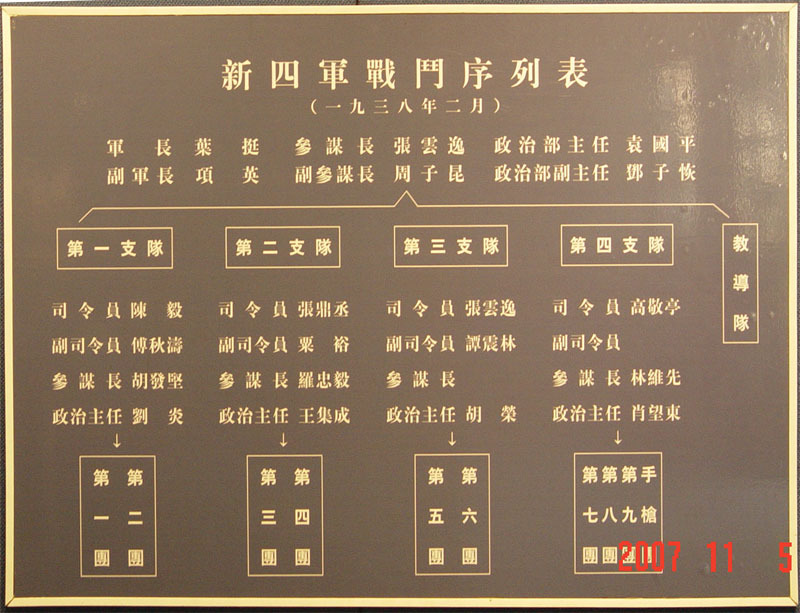 新四軍戰鬥序列表
（一九三八年二月）
軍長 葉挺 參謀長 張雲逸 政治部主任 袁國平
副軍長 項英 副參謀長 周子昆 政治部副主任 鄧子恢
第一支隊 第二支隊 第三支隊 第四支隊 教導隊
司令員 陳毅 司令員 張鼎丞 司令員 張雲逸 司令員 高敬亭
副司令員 傅秋濤 副司令員 粟裕 副司令員 譚震林 副司令員
參謀長 胡發堅 參謀長 羅忠毅 參謀長 參謀長 林維先
政治主任 劉炎 政治主任 王集成 政治主任 胡榮 政治主任 肖望東
↓ ↓ ↓ ↓
第一團 第二團 第三團 第四團 第五團 第六團 第七團 第八團 第九團 手槍團
2007 11 5